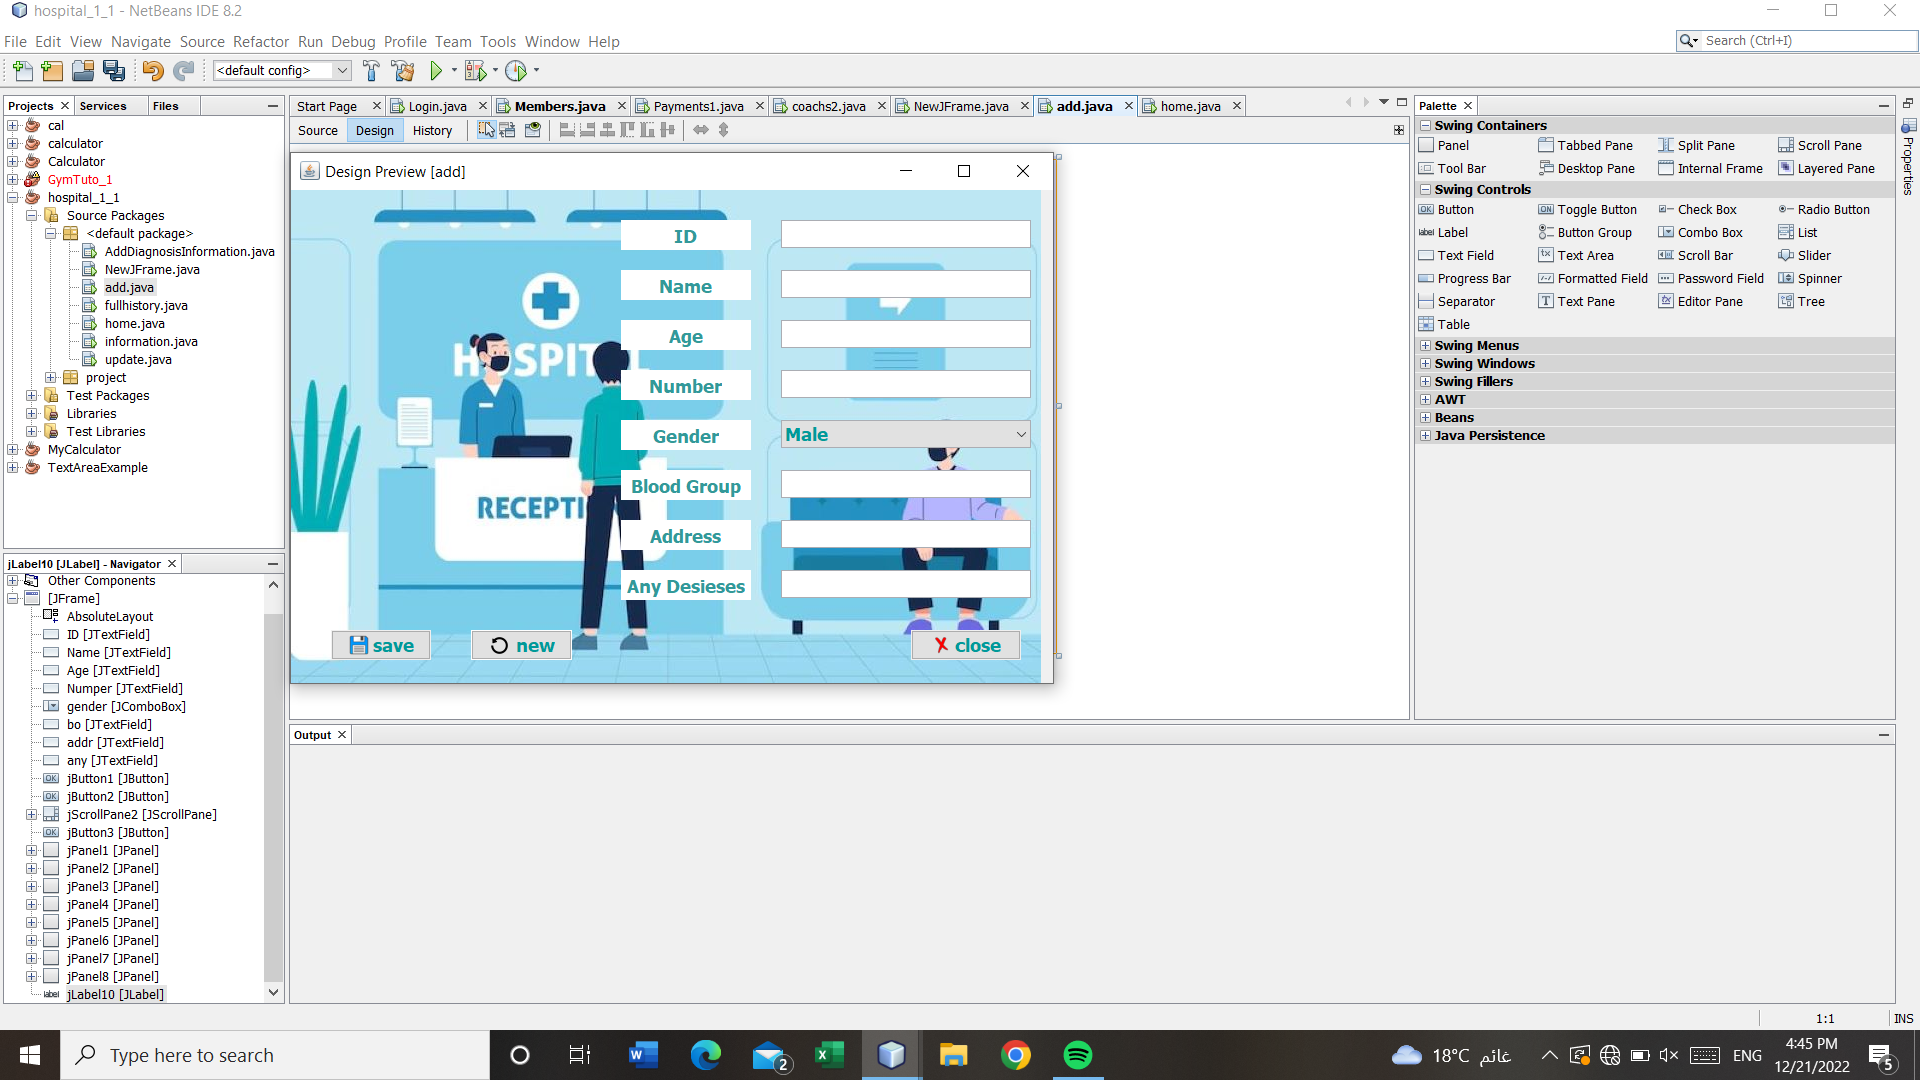 hospital_1_1 - NetBeans IDE 8.2
File Edit View Navigate Source Refactor Run Debug Profile Team Tools Window Help
Search (Ctrl+I)
<default config>
Projects Services Files
cal
calculator
Calculator
GymTuto_1
hospital_1_1
Source Packages
<default package>
AddDiagnosisInformation.java
NewJFrame.java
add.java
fullhistory.java
home.java
information.java
update.java
project
Test Packages
Libraries
Test Libraries
MyCalculator
TextAreaExample
jLabel10 [JLabel] - Navigator
Other Components
[JFrame]
AbsoluteLayout
ID [JTextField]
Name [JTextField]
Age [JTextField]
Numper [JTextField]
gender [JComboBox]
bo [JTextField]
addr [JTextField]
any [JTextField]
jButton1 [JButton]
jButton2 [JButton]
jScrollPane2 [JScrollPane]
jButton3 [JButton]
jPanel1 [JPanel]
jPanel2 [JPanel]
jPanel3 [JPanel]
jPanel4 [JPanel]
jPanel5 [JPanel]
jPanel6 [JPanel]
jPanel7 [JPanel]
jPanel8 [JPanel]
jLabel10 [JLabel]
Start Page Login.java Members.java Payments1.java coachs2.java NewJFrame.java add.java home.java
Source Design History
Design Preview [add]
ID
Name
Age
Number
Gender
Male
Blood Group
Address
Any Desieses
HOSPIT
RECEPTI
save new close
Output
Palette
Swing Containers
Panel Tabbed Pane Split Pane Scroll Pane
Tool Bar Desktop Pane Internal Frame Layered Pane
Swing Controls
Button Toggle Button Check Box Radio Button
Label Button Group Combo Box List
Text Field Text Area Scroll Bar Slider
Progress Bar Formatted Field Password Field Spinner
Separator Text Pane Editor Pane Tree
Table
Swing Menus
Swing Windows
Swing Fillers
AWT
Beans
Java Persistence
Properties
1:1 INS
Type here to search
2
18°C غائم
ENG
4:45 PM
12/21/2022
5